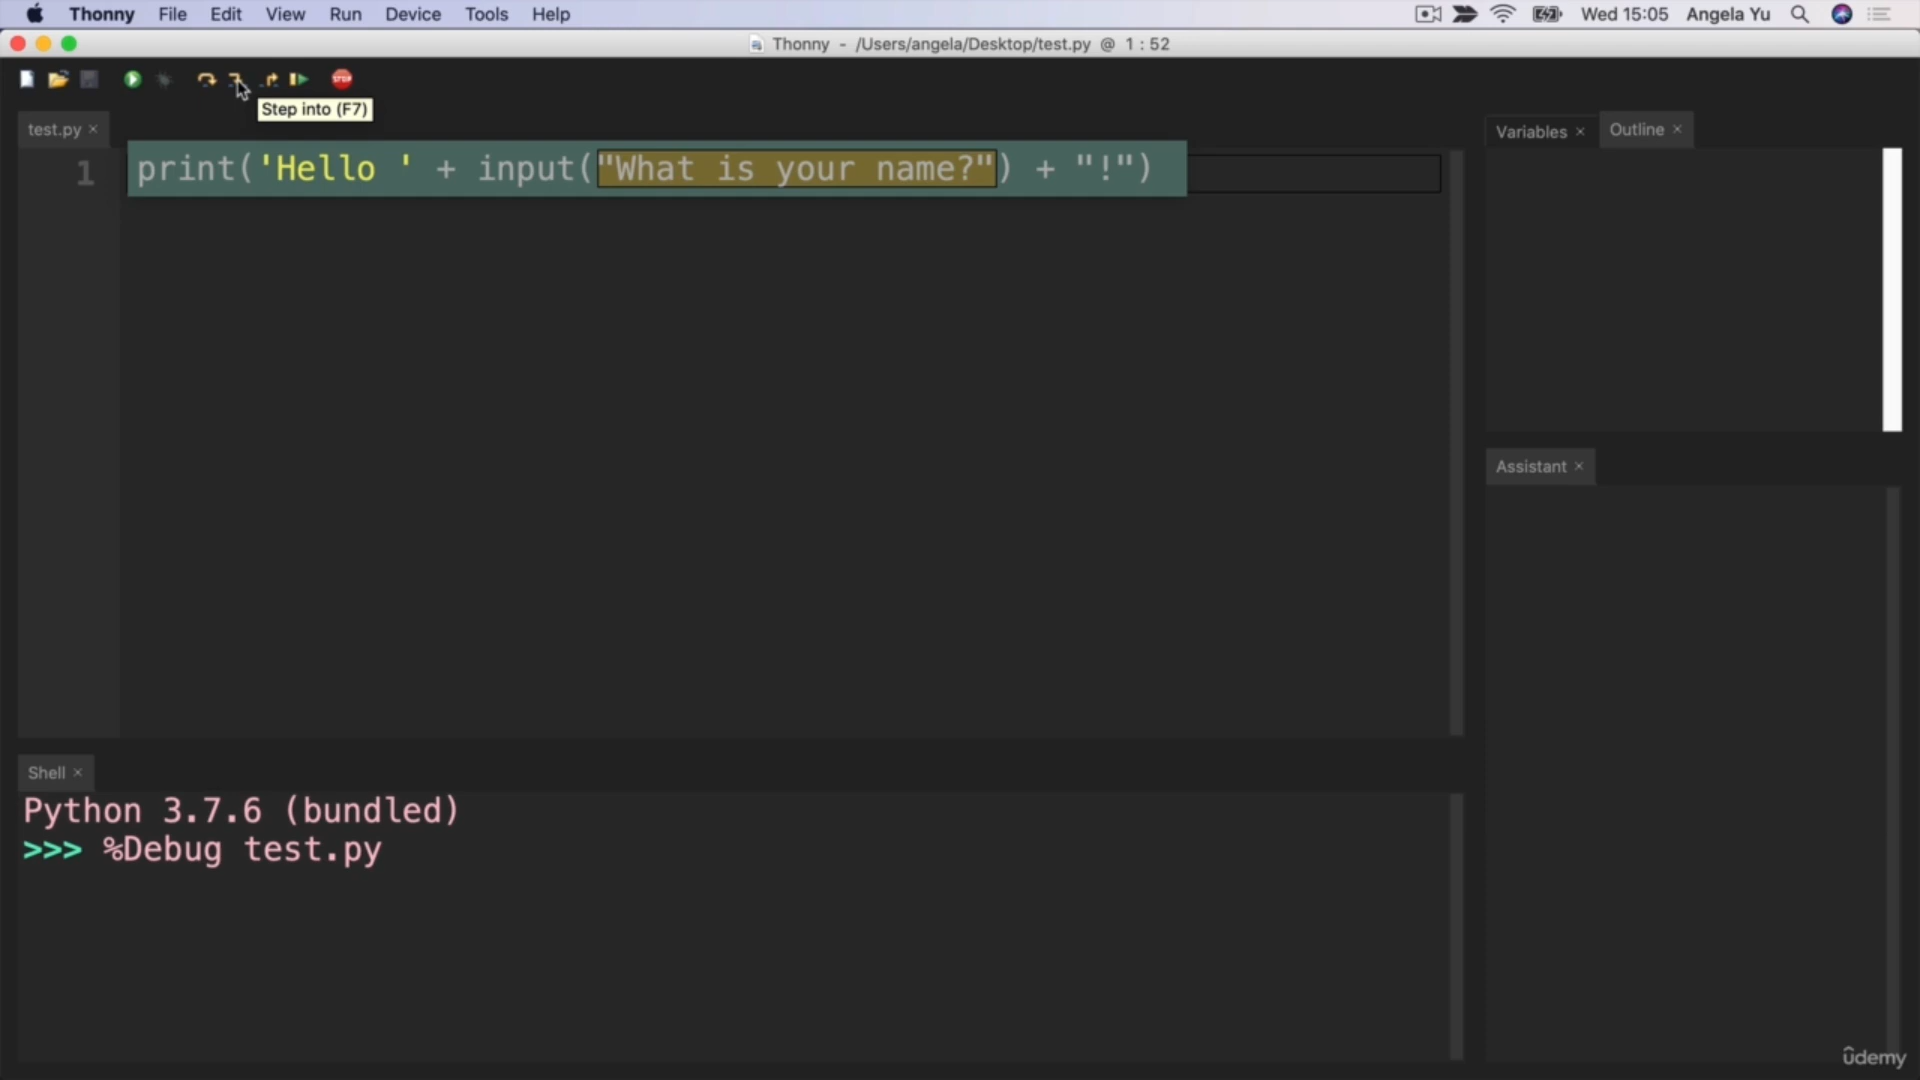 Thonny File Edit View Run Device Tools Help Wed 15:05 Angela Yu
Thonny - /Users/angela/Desktop/test.py @ 1 : 52
STOP
Step into (F7)
test.py ×
Variables ×
Outline ×
1 print('Hello ' + input("What is your name?") + "!")
Assistant ×
Shell ×
Python 3.7.6 (bundled)
>>> %Debug test.py
ûdemy